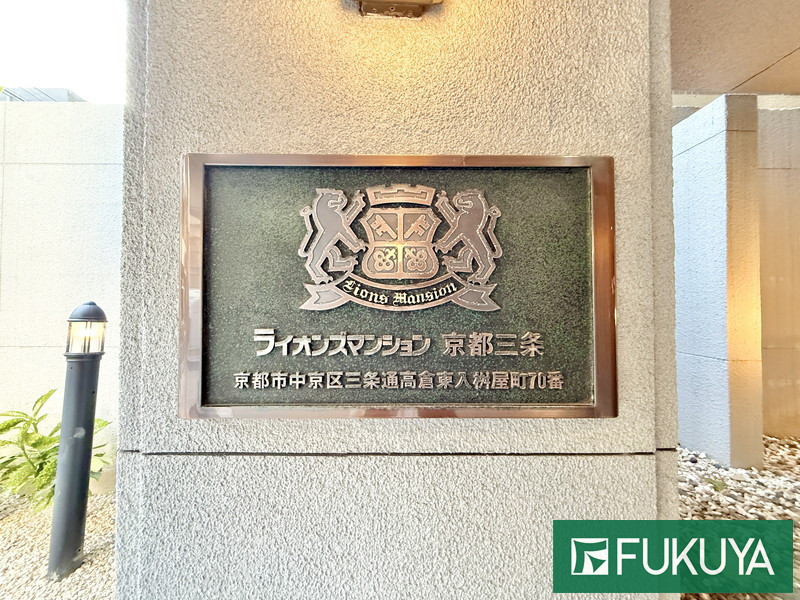 Lions Mansion
ライオンズマンション 京都三条
京都市中京区三条通高倉東入桝屋町70番
FUKUYA